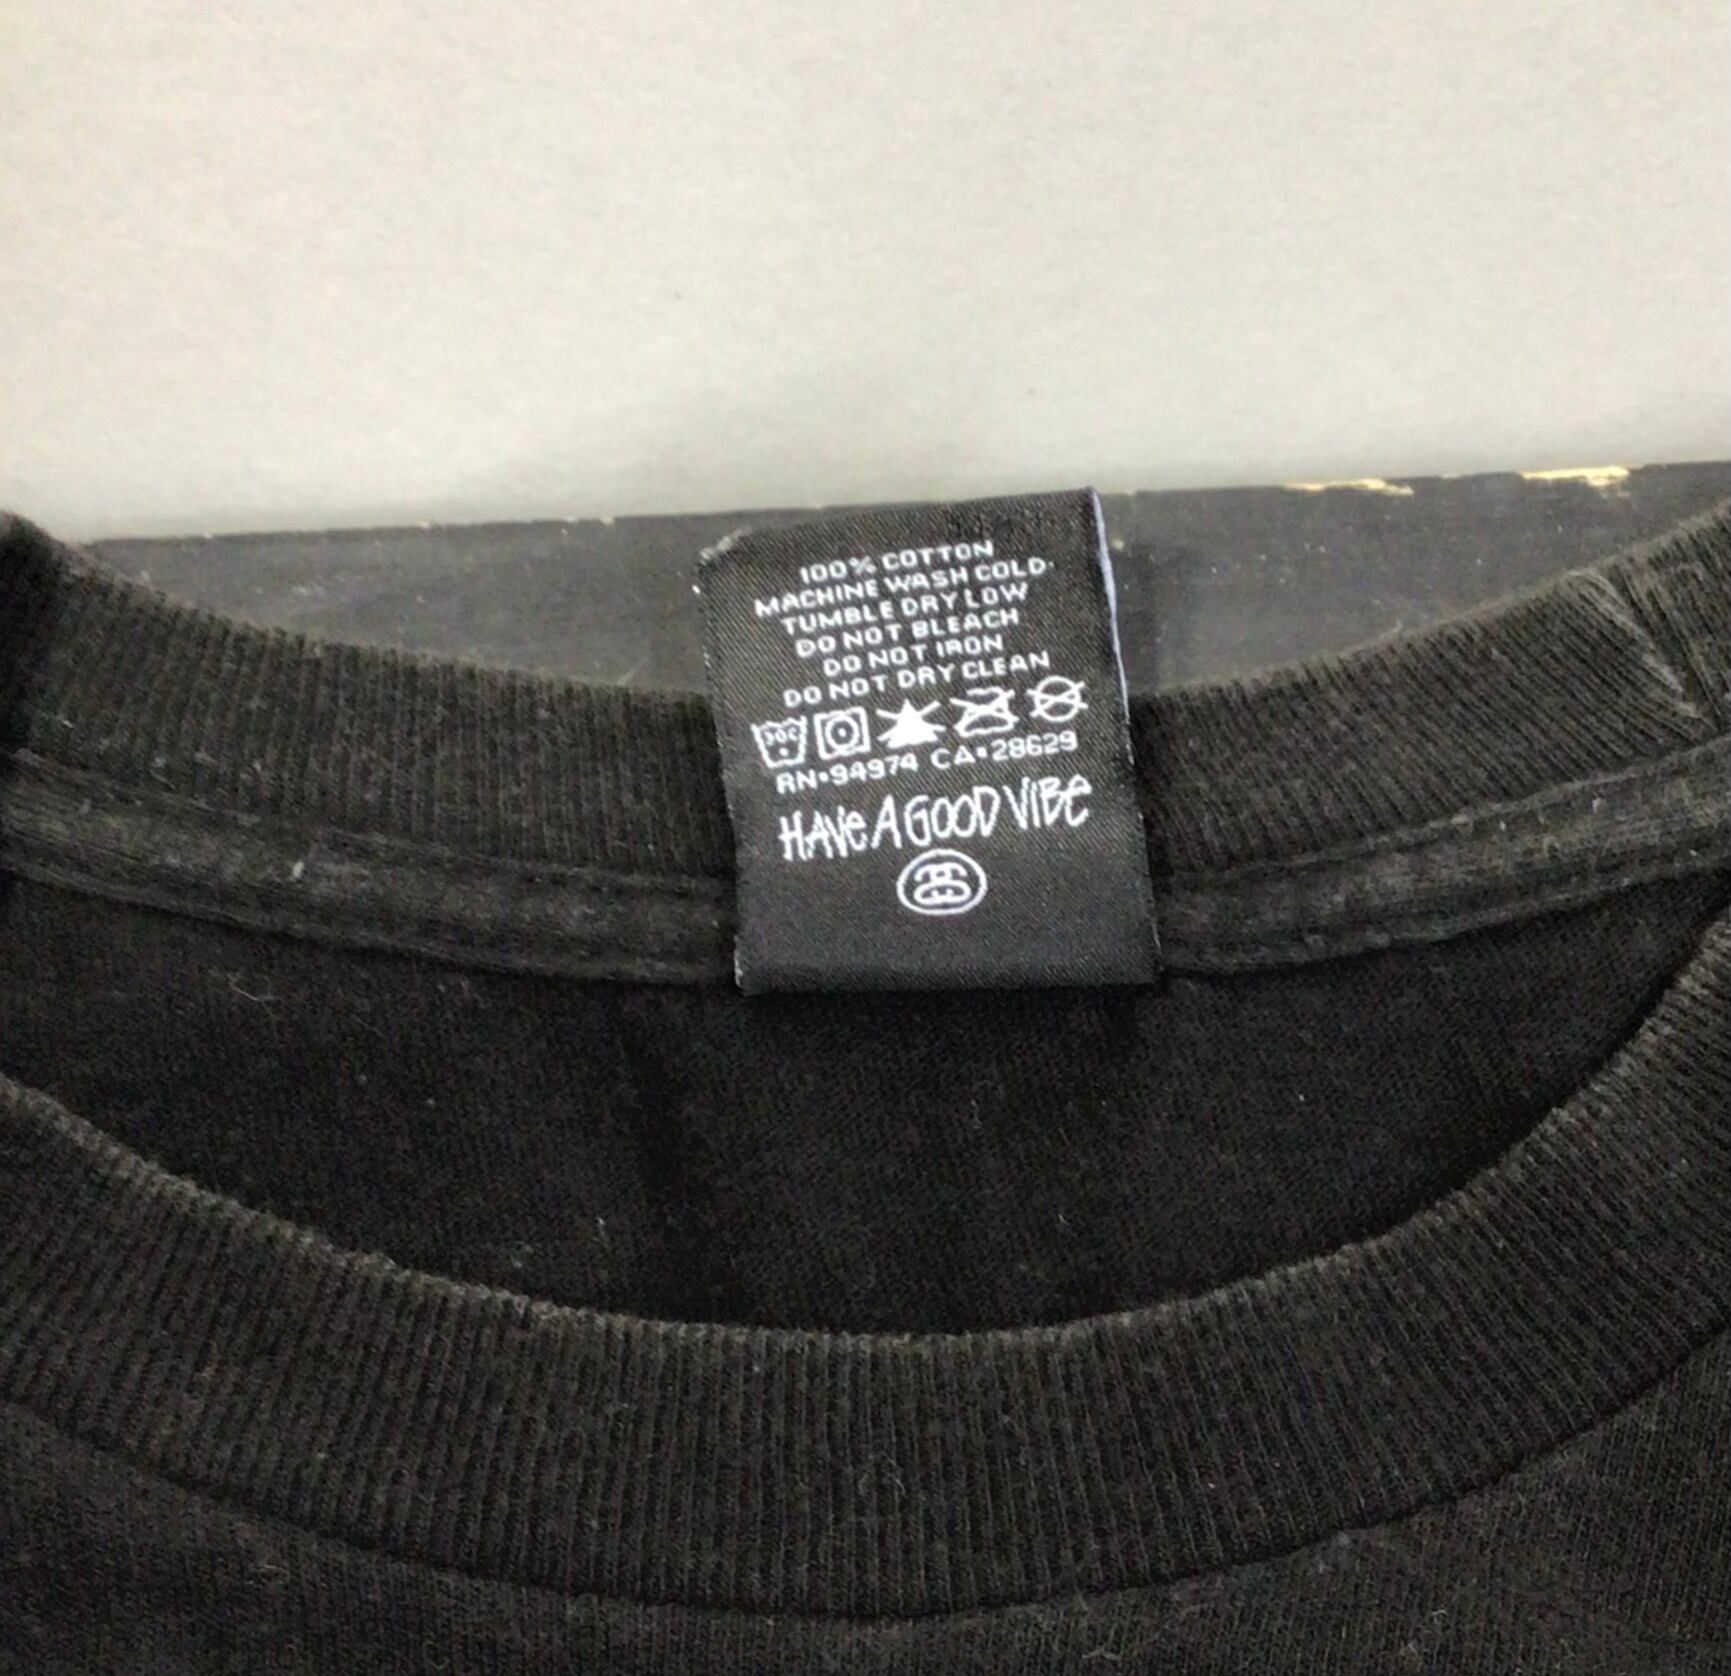 100% COTTON
MACHINE WASH COLD
TUMBLE DRY LOW
DO NOT BLEACH
DO NOT IRON
DO NOT DRY CLEAN
30C
RN•94974 CA•28629
HAVE A GOOD VIBE